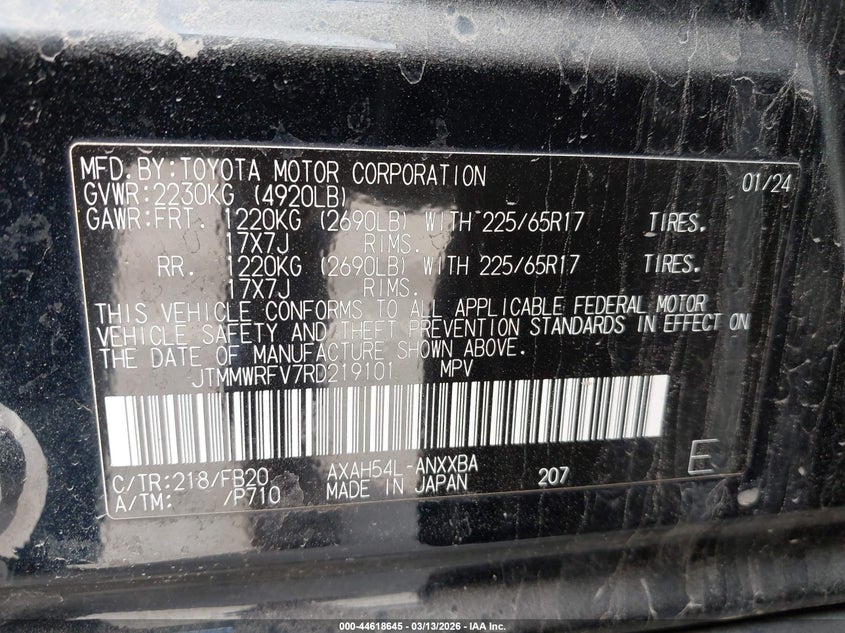 MFD. BY: TOYOTA MOTOR CORPORATION 01/24
GVWR: 2230KG (4920LB)
GAWR: FRT. 1220KG (2690LB) WITH 225/65R17 TIRES.
17X7J RIMS.
RR. 1220KG (2690LB) WITH 225/65R17 TIRES.
17X7J RIMS.
THIS VEHICLE CONFORMS TO ALL APPLICABLE FEDERAL MOTOR
VEHICLE SAFETY AND THEFT PREVENTION STANDARDS IN EFFECT ON
THE DATE OF MANUFACTURE SHOWN ABOVE.
JTMMWRFV7RD219101 MPV
C/TR: 218/FB20 AXAH54L-ANXXBA 207 E
A/TM: /P710 MADE IN JAPAN
000-44618645 - 03/13/2026 - IAA Inc.